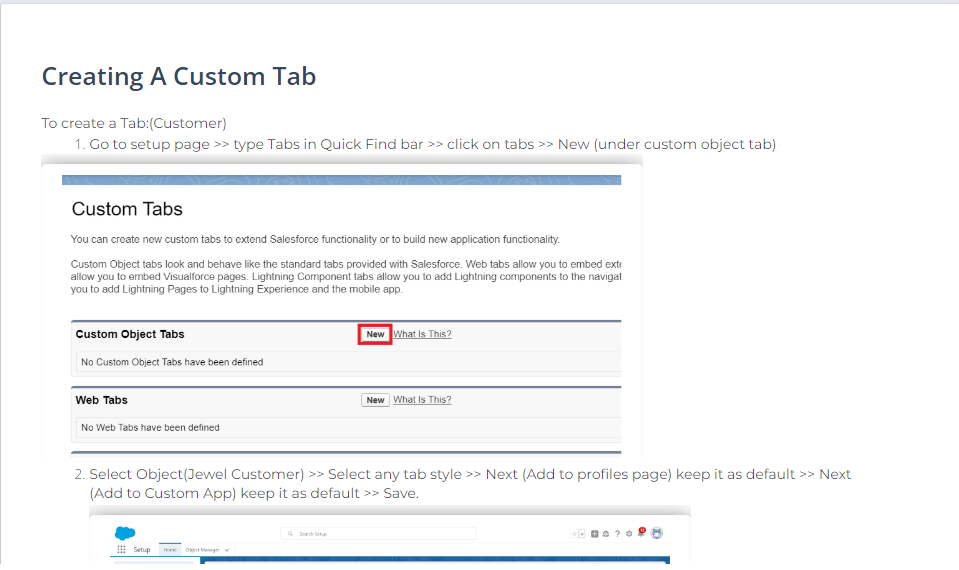 Creating A Custom Tab
To create a Tab:(Customer)
1. Go to setup page >> type Tabs in Quick Find bar >> click on tabs >> New (under custom object tab)
Custom Tabs
You can create new custom tabs to extend Salesforce functionality or to build new application functionality.
Custom Object tabs look and behave like the standard tabs provided with Salesforce. Web tabs allow you to embed exte
allow you to embed Visualforce pages. Lightning Component tabs allow you to add Lightning components to the navigat
you to add Lightning Pages to Lightning Experience and the mobile app.
Custom Object Tabs New What Is This?
No Custom Object Tabs have been defined
Web Tabs New What Is This?
No Web Tabs have been defined
2. Select Object(Jewel Customer) >> Select any tab style >> Next (Add to profiles page) keep it as default >> Next
(Add to Custom App) keep it as default >> Save.
Search Setup
Setup Home Object Manager